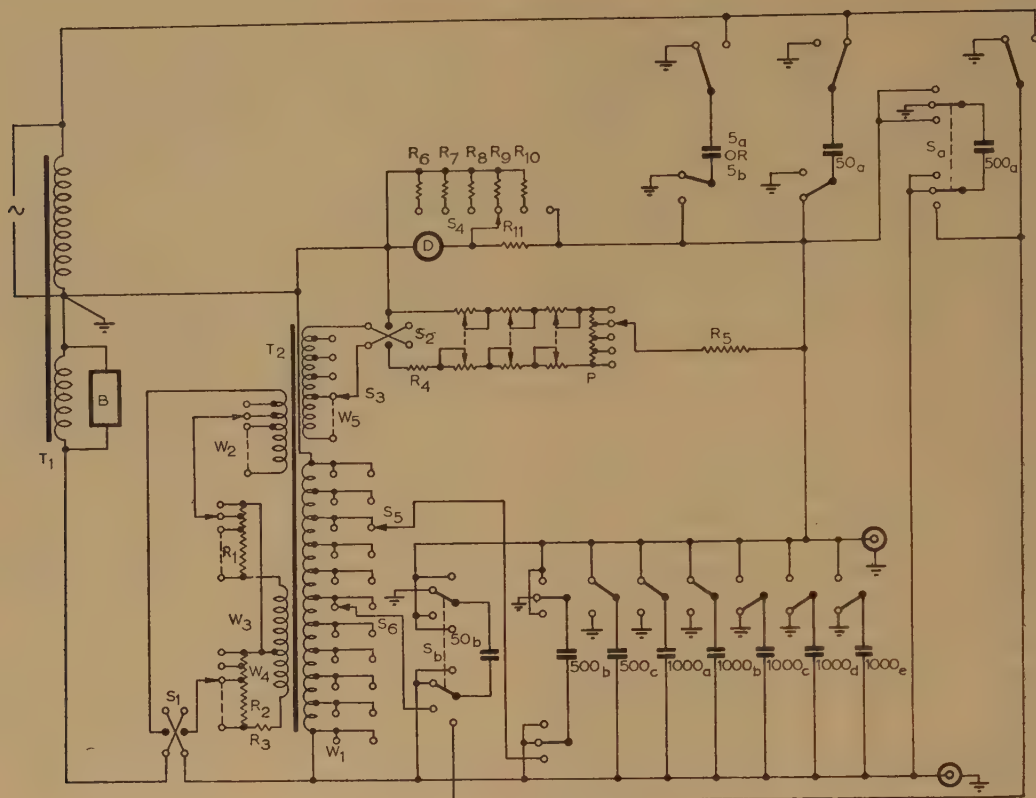 5a
OR
5b
50a
Sa
500a
R6 R7 R8 R9 R10
S4
R11
D
~
T2
S2
R5
R4
P
S3
W5
B
T1
W2
S5
R1
W3
S6
50b
Sb
500b
500c
1000a
1000b
1000c
1000d
1000e
W4
S1
R2
R3
W1